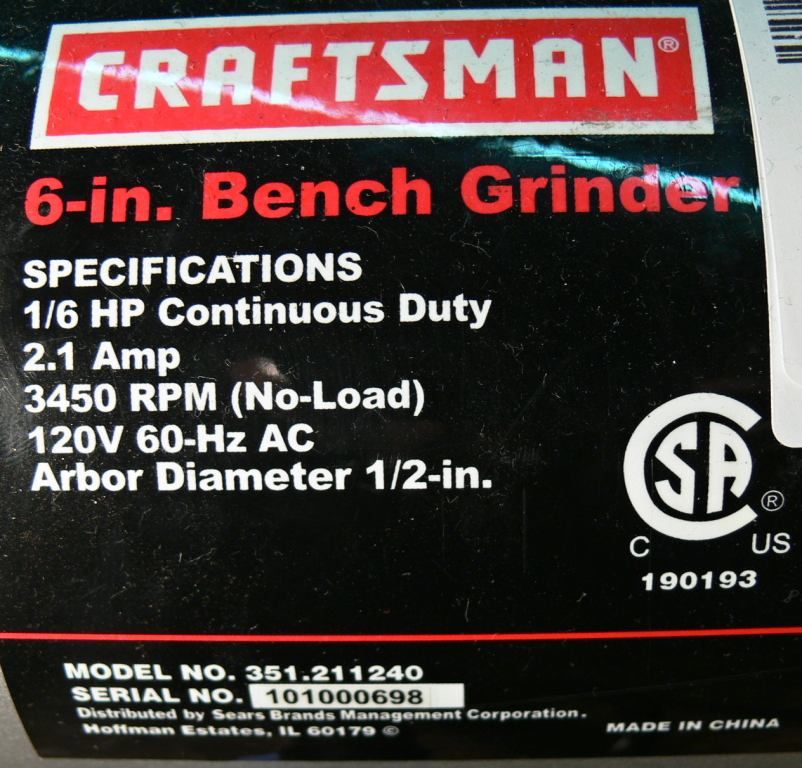 CRAFTSMAN®
6-in. Bench Grinder
SPECIFICATIONS
1/6 HP Continuous Duty
2.1 Amp
3450 RPM (No-Load)
120V 60-Hz AC
Arbor Diameter 1/2-in.
CSA ®
C US
190193
MODEL NO. 351.211240
SERIAL NO. 101000698
Distributed by Sears Brands Management Corporation.
Hoffman Estates, IL 60179 ©
MADE IN CHINA